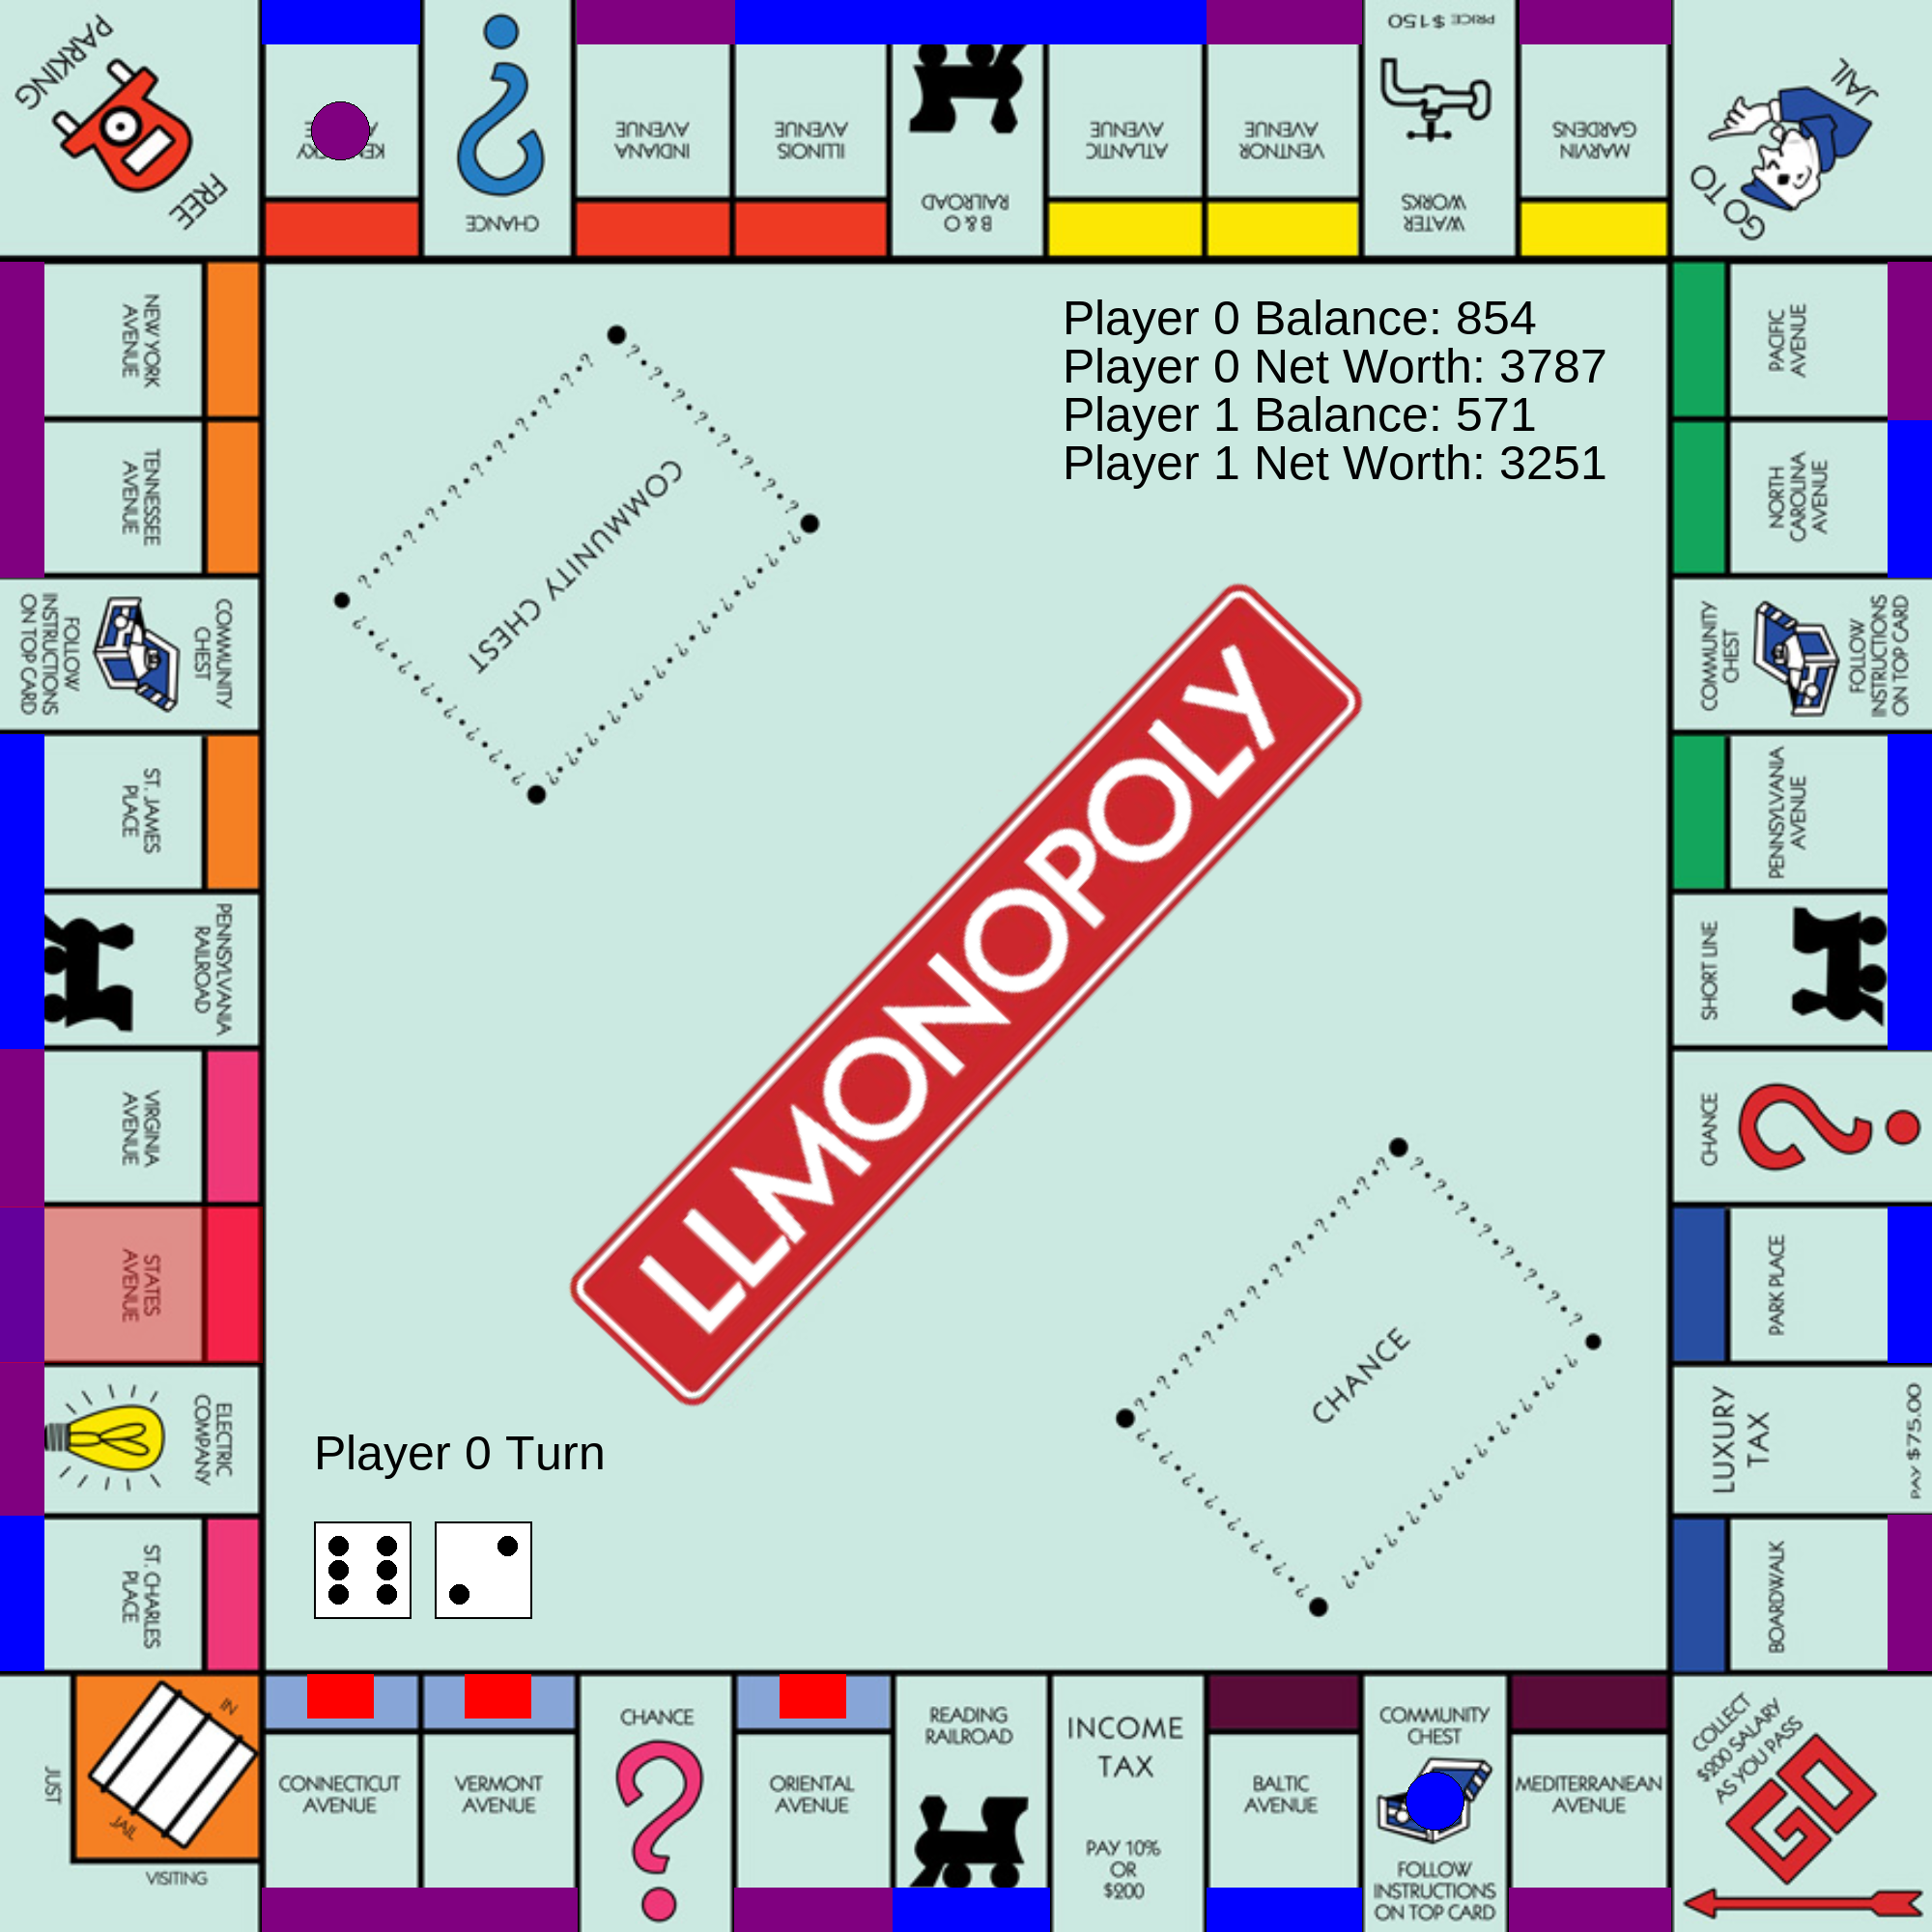 FREE
PARKING
KENTUCKY
CHANCE
INDIANA
AVENUE
ILLINOIS
AVENUE
B & O
RAILROAD
ATLANTIC
AVENUE
VENTNOR
AVENUE
WATER
WORKS
PRICE $150
MARVIN
GARDENS
GO TO
JAIL
NEW YORK
AVENUE
TENNESSEE
AVENUE
COMMUNITY
CHEST
FOLLOW
INSTRUCTIONS
ON TOP CARD
ST. JAMES
PLACE
PENNSYLVANIA
RAILROAD
VIRGINIA
AVENUE
STATES
AVENUE
ELECTRIC
COMPANY
ST. CHARLES
PLACE
Player 0 Balance: 854
Player 0 Net Worth: 3787
Player 1 Balance: 571
Player 1 Net Worth: 3251
COMMUNITY CHEST
LLMONOPOLY
CHANCE
Player 0 Turn
PACIFIC
AVENUE
NORTH
CAROLINA
AVENUE
COMMUNITY
CHEST
FOLLOW
INSTRUCTIONS
ON TOP CARD
PENNSYLVANIA
AVENUE
SHORT LINE
CHANCE
PARK PLACE
LUXURY
TAX
PAY $75.00
BOARDWALK
JUST
VISITING
IN
JAIL
CONNECTICUT
AVENUE
VERMONT
AVENUE
CHANCE
ORIENTAL
AVENUE
READING
RAILROAD
INCOME
TAX
PAY 10%
OR
$200
BALTIC
AVENUE
COMMUNITY
CHEST
FOLLOW
INSTRUCTIONS
ON TOP CARD
MEDITERRANEAN
AVENUE
COLLECT
$200 SALARY
AS YOU PASS
GO